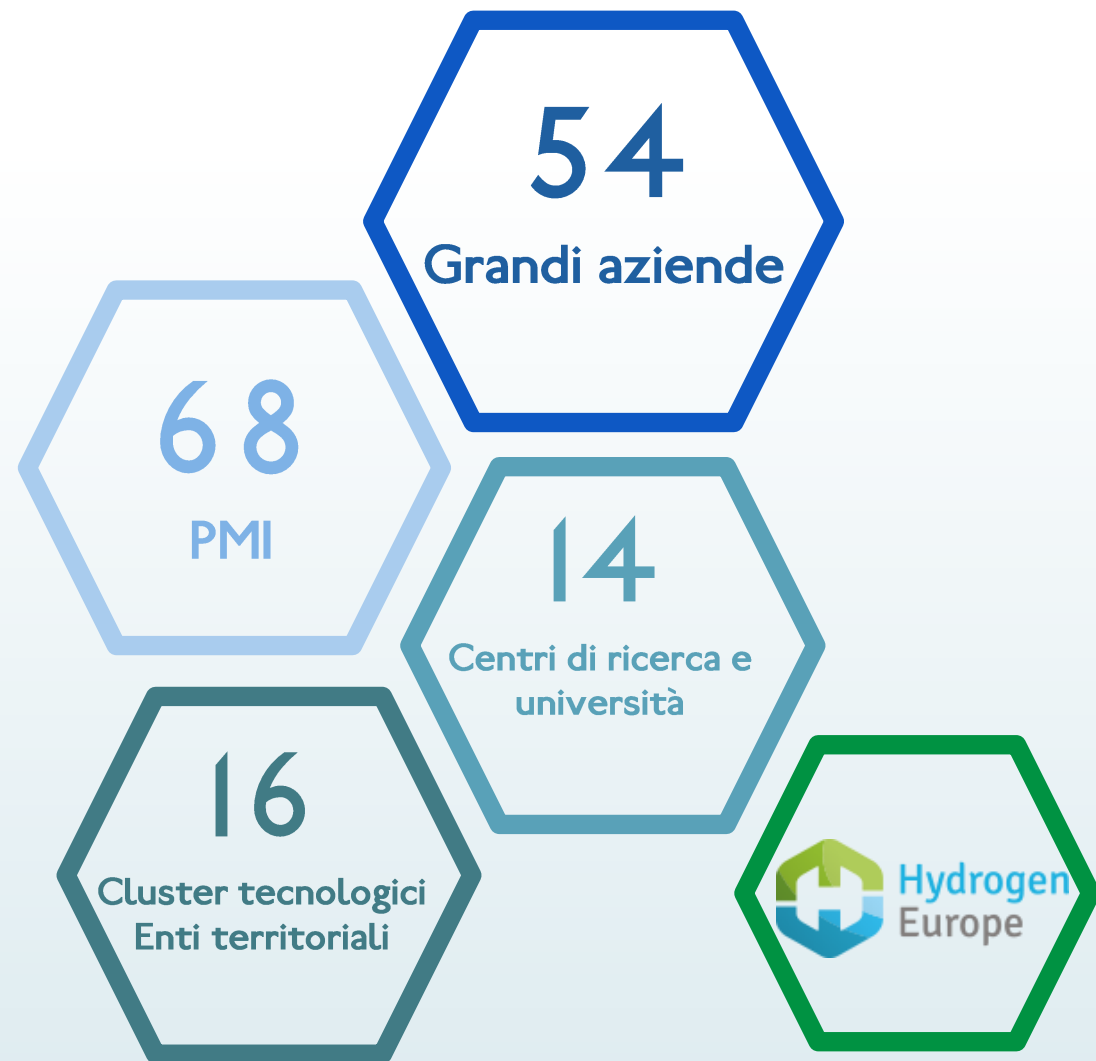 54
Grandi aziende
68
PMI
14
Centri di ricerca e
università
16
Cluster tecnologici
Enti territoriali
Hydrogen
Europe